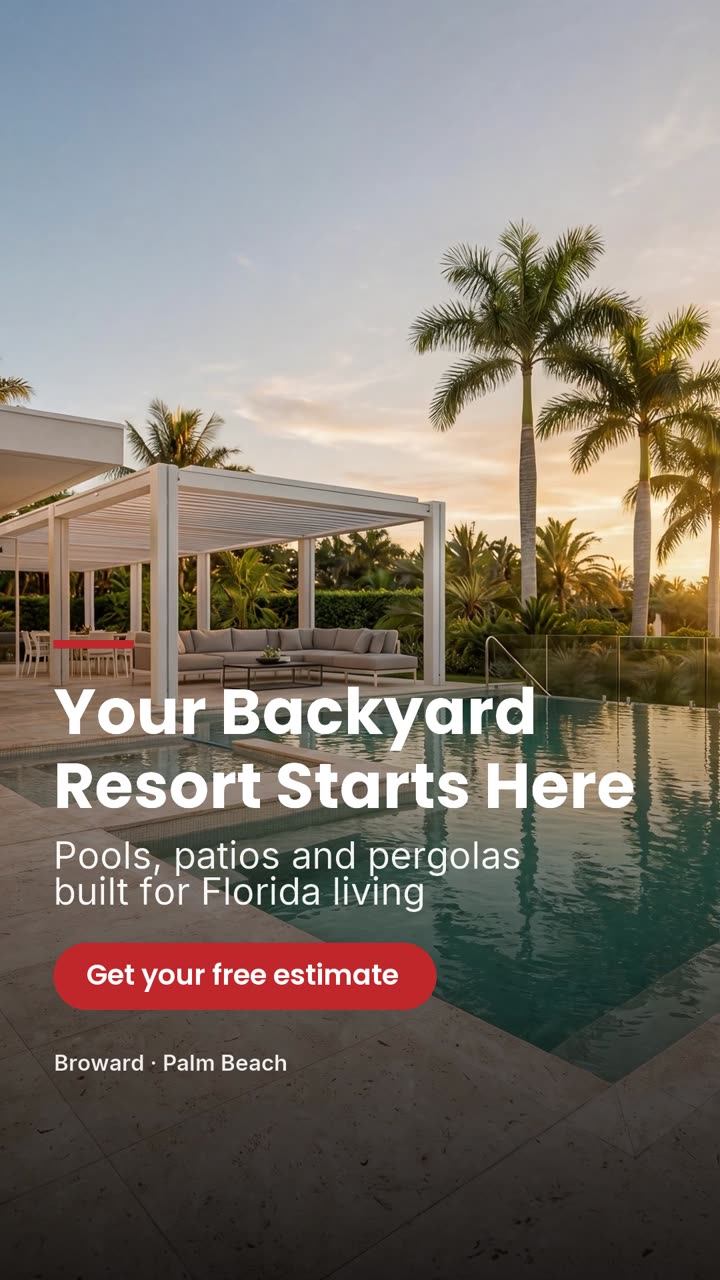 Your Backyard
Resort Starts Here
Pools, patios and pergolas
built for Florida living
Get your free estimate
Broward · Palm Beach